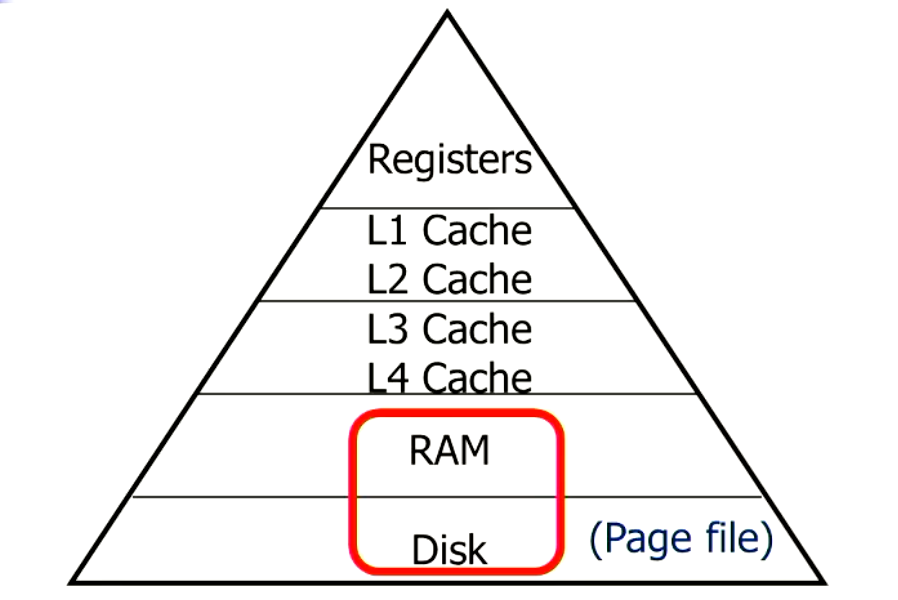 Registers
L1 Cache
L2 Cache
L3 Cache
L4 Cache
RAM
Disk (Page file)